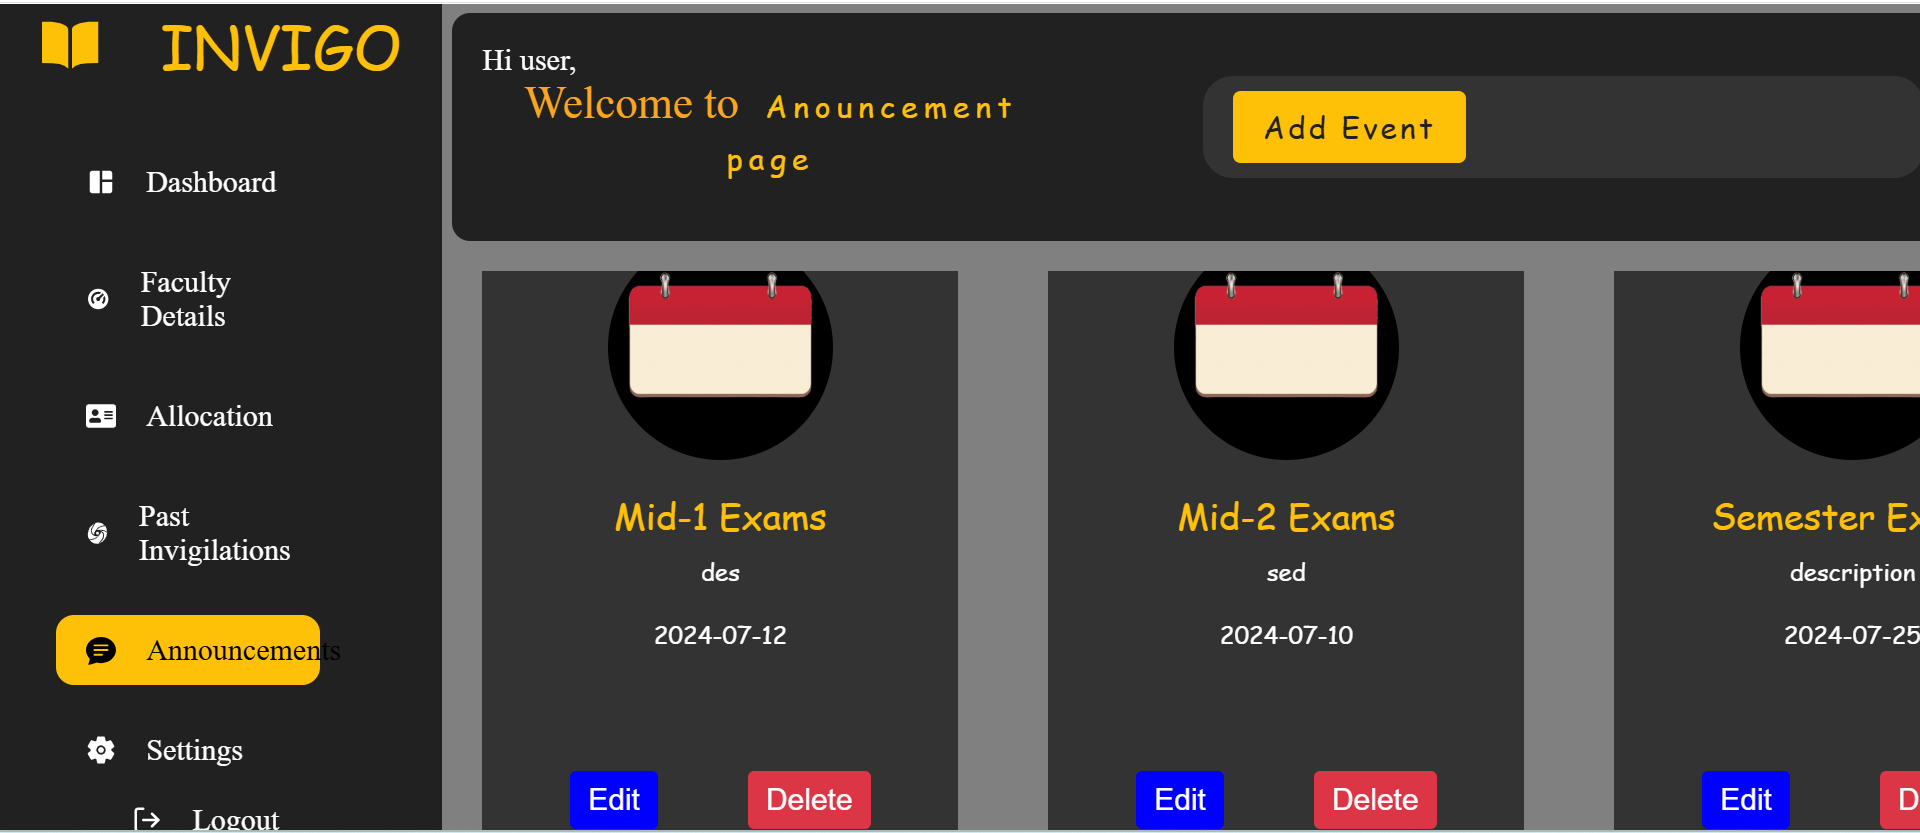 INVIGO
Dashboard
Faculty
Details
Allocation
Past
Invigilations
Announcements
Settings
Logout
Hi user,
Welcome to Anouncement
page
Add Event
Mid-1 Exams
des
2024-07-12
Edit Delete
Mid-2 Exams
sed
2024-07-10
Edit Delete
Semester Ex
description
2024-07-25
Edit D